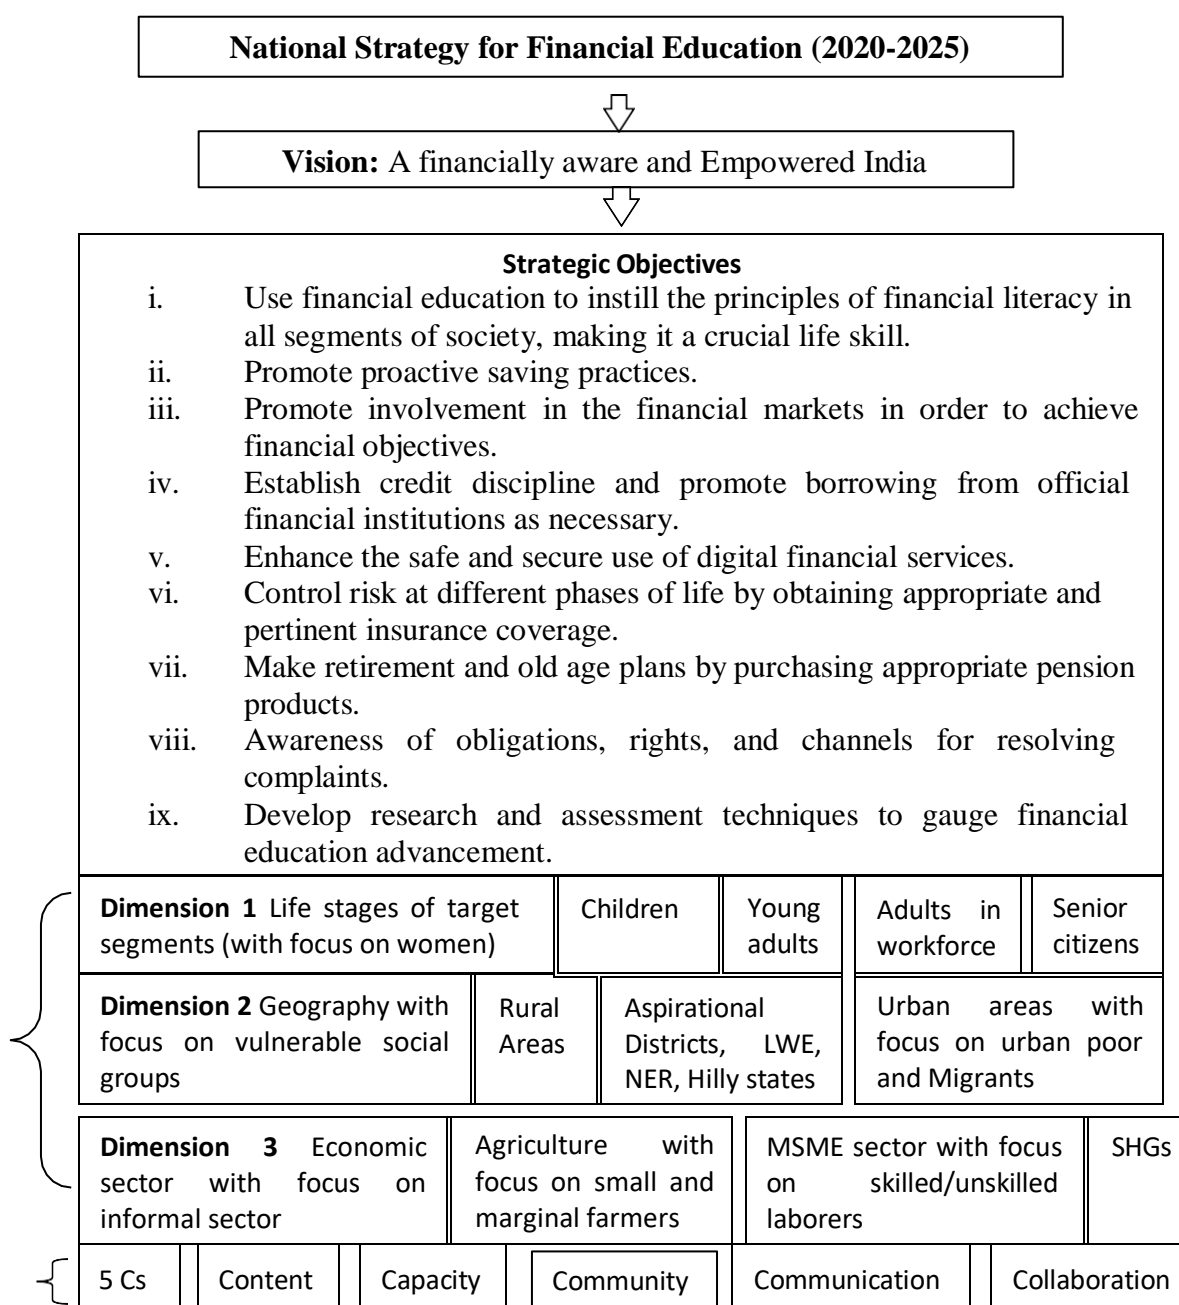 National Strategy for Financial Education (2020-2025)
Vision: A financially aware and Empowered India
Strategic Objectives
i. Use financial education to instill the principles of financial literacy in
all segments of society, making it a crucial life skill.
ii. Promote proactive saving practices.
iii. Promote involvement in the financial markets in order to achieve
financial objectives.
iv. Establish credit discipline and promote borrowing from official
financial institutions as necessary.
v. Enhance the safe and secure use of digital financial services.
vi. Control risk at different phases of life by obtaining appropriate and
pertinent insurance coverage.
vii. Make retirement and old age plans by purchasing appropriate pension
products.
viii. Awareness of obligations, rights, and channels for resolving
complaints.
ix. Develop research and assessment techniques to gauge financial
education advancement.
Dimension 1 Life stages of target
segments (with focus on women)
Children
Young
adults
Adults in
workforce
Senior
citizens
Dimension 2 Geography with
focus on vulnerable social
groups
Rural
Areas
Aspirational
Districts, LWE,
NER, Hilly states
Urban areas with
focus on urban poor
and Migrants
Dimension 3 Economic
sector with focus on
informal sector
Agriculture with
focus on small and
marginal farmers
MSME sector with focus
on skilled/unskilled
laborers
SHGs
5 Cs
Content
Capacity
Community
Communication
Collaboration